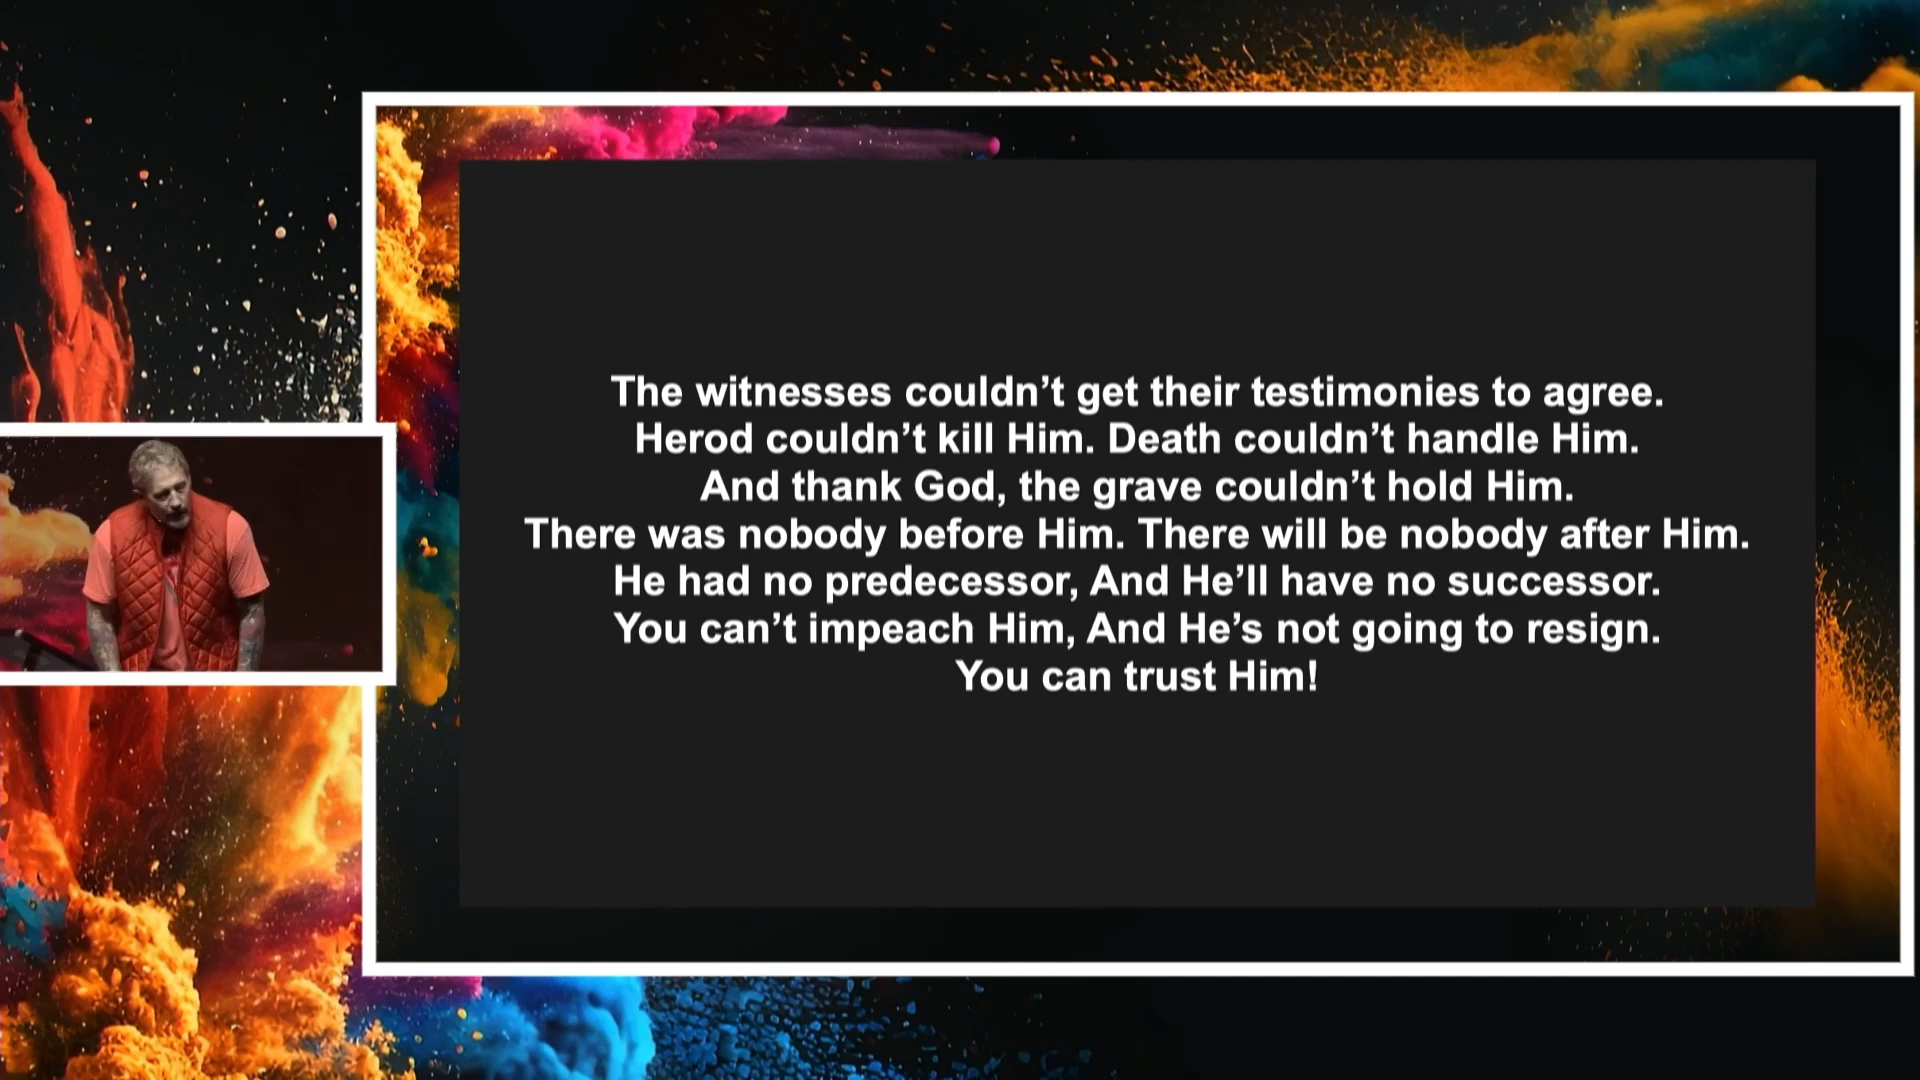 The witnesses couldn’t get their testimonies to agree.
Herod couldn’t kill Him. Death couldn’t handle Him.
And thank God, the grave couldn’t hold Him.
There was nobody before Him. There will be nobody after Him.
He had no predecessor, And He’ll have no successor.
You can’t impeach Him, And He’s not going to resign.
You can trust Him!